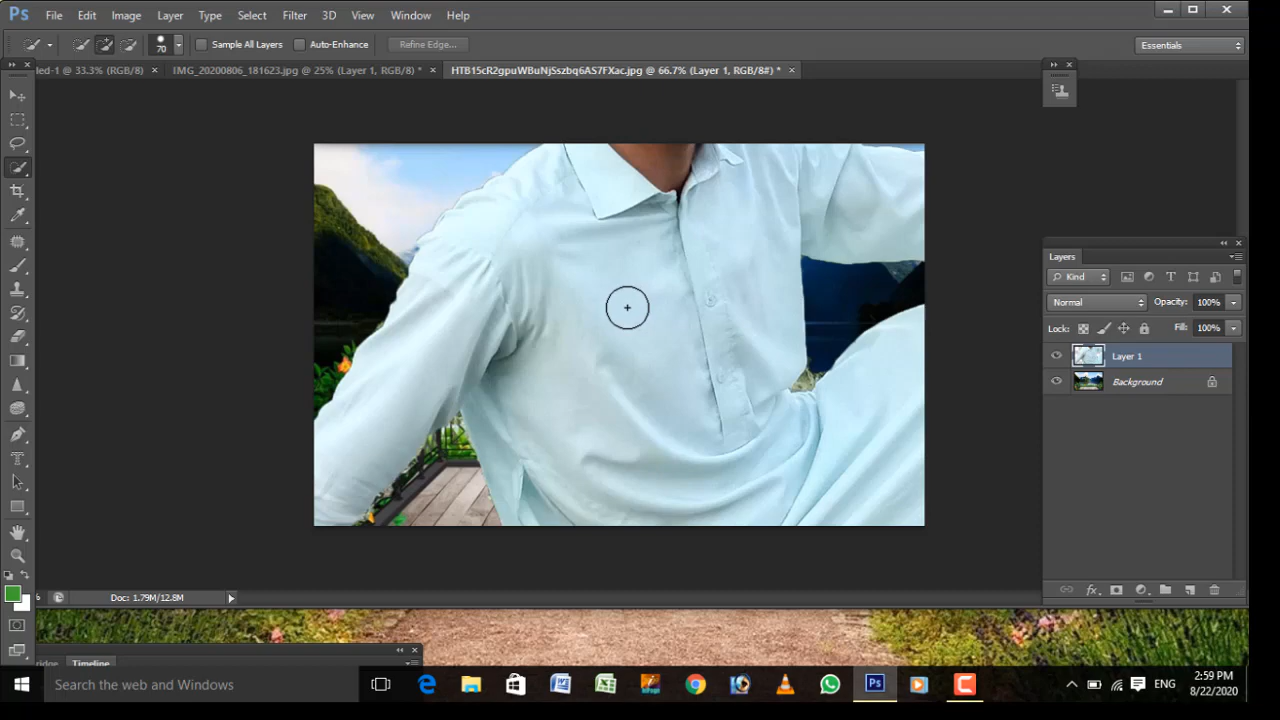 Ps File Edit Image Layer Type Select Filter 3D View Window Help
70 Sample All Layers Auto-Enhance Refine Edge... Essentials
led-1 @ 33.3% (RGB/8) × IMG_20200806_181623.jpg @ 25% (Layer 1, RGB/8) * × HTB15cR2gpuWBuNjSszbq6AS7FXac.jpg @ 66.7% (Layer 1, RGB/8#) * ×
Layers
Kind
Normal Opacity: 100%
Lock: Fill: 100%
Layer 1
Background
% Doc: 1.79M/12.8M
ridge Timeline
Search the web and Windows
Ps
ENG
2:59 PM
8/22/2020